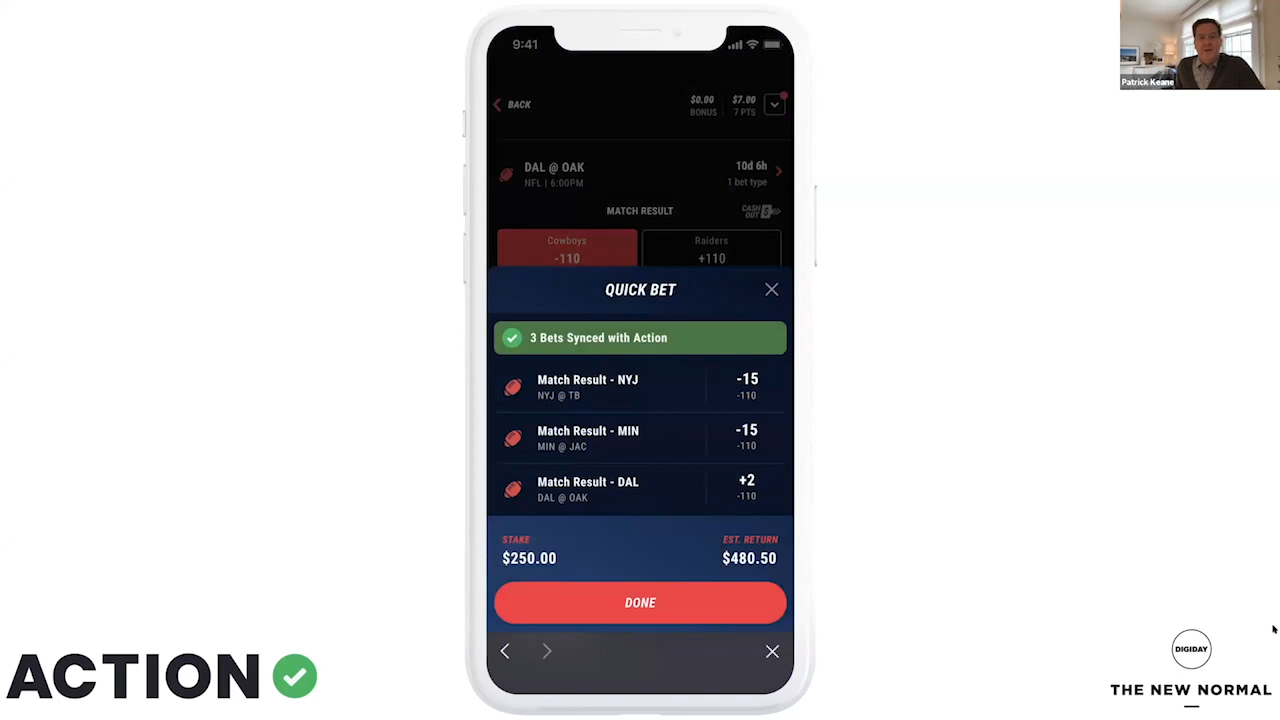 9:41
BACK
$0.00
BONUS
$7.00
7 PTS
DAL @ OAK
NFL | 6:00PM
10d 6h
1 bet type
MATCH RESULT
CASH
OUT $
Cowboys
-110
Raiders
+110
QUICK BET
3 Bets Synced with Action
Match Result - NYJ
NYJ @ TB
-15
-110
Match Result - MIN
MIN @ JAC
-15
-110
Match Result - DAL
DAL @ OAK
+2
-110
STAKE
$250.00
EST. RETURN
$480.50
DONE
ACTION
Patrick Keane
DIGIDAY
THE NEW NORMAL